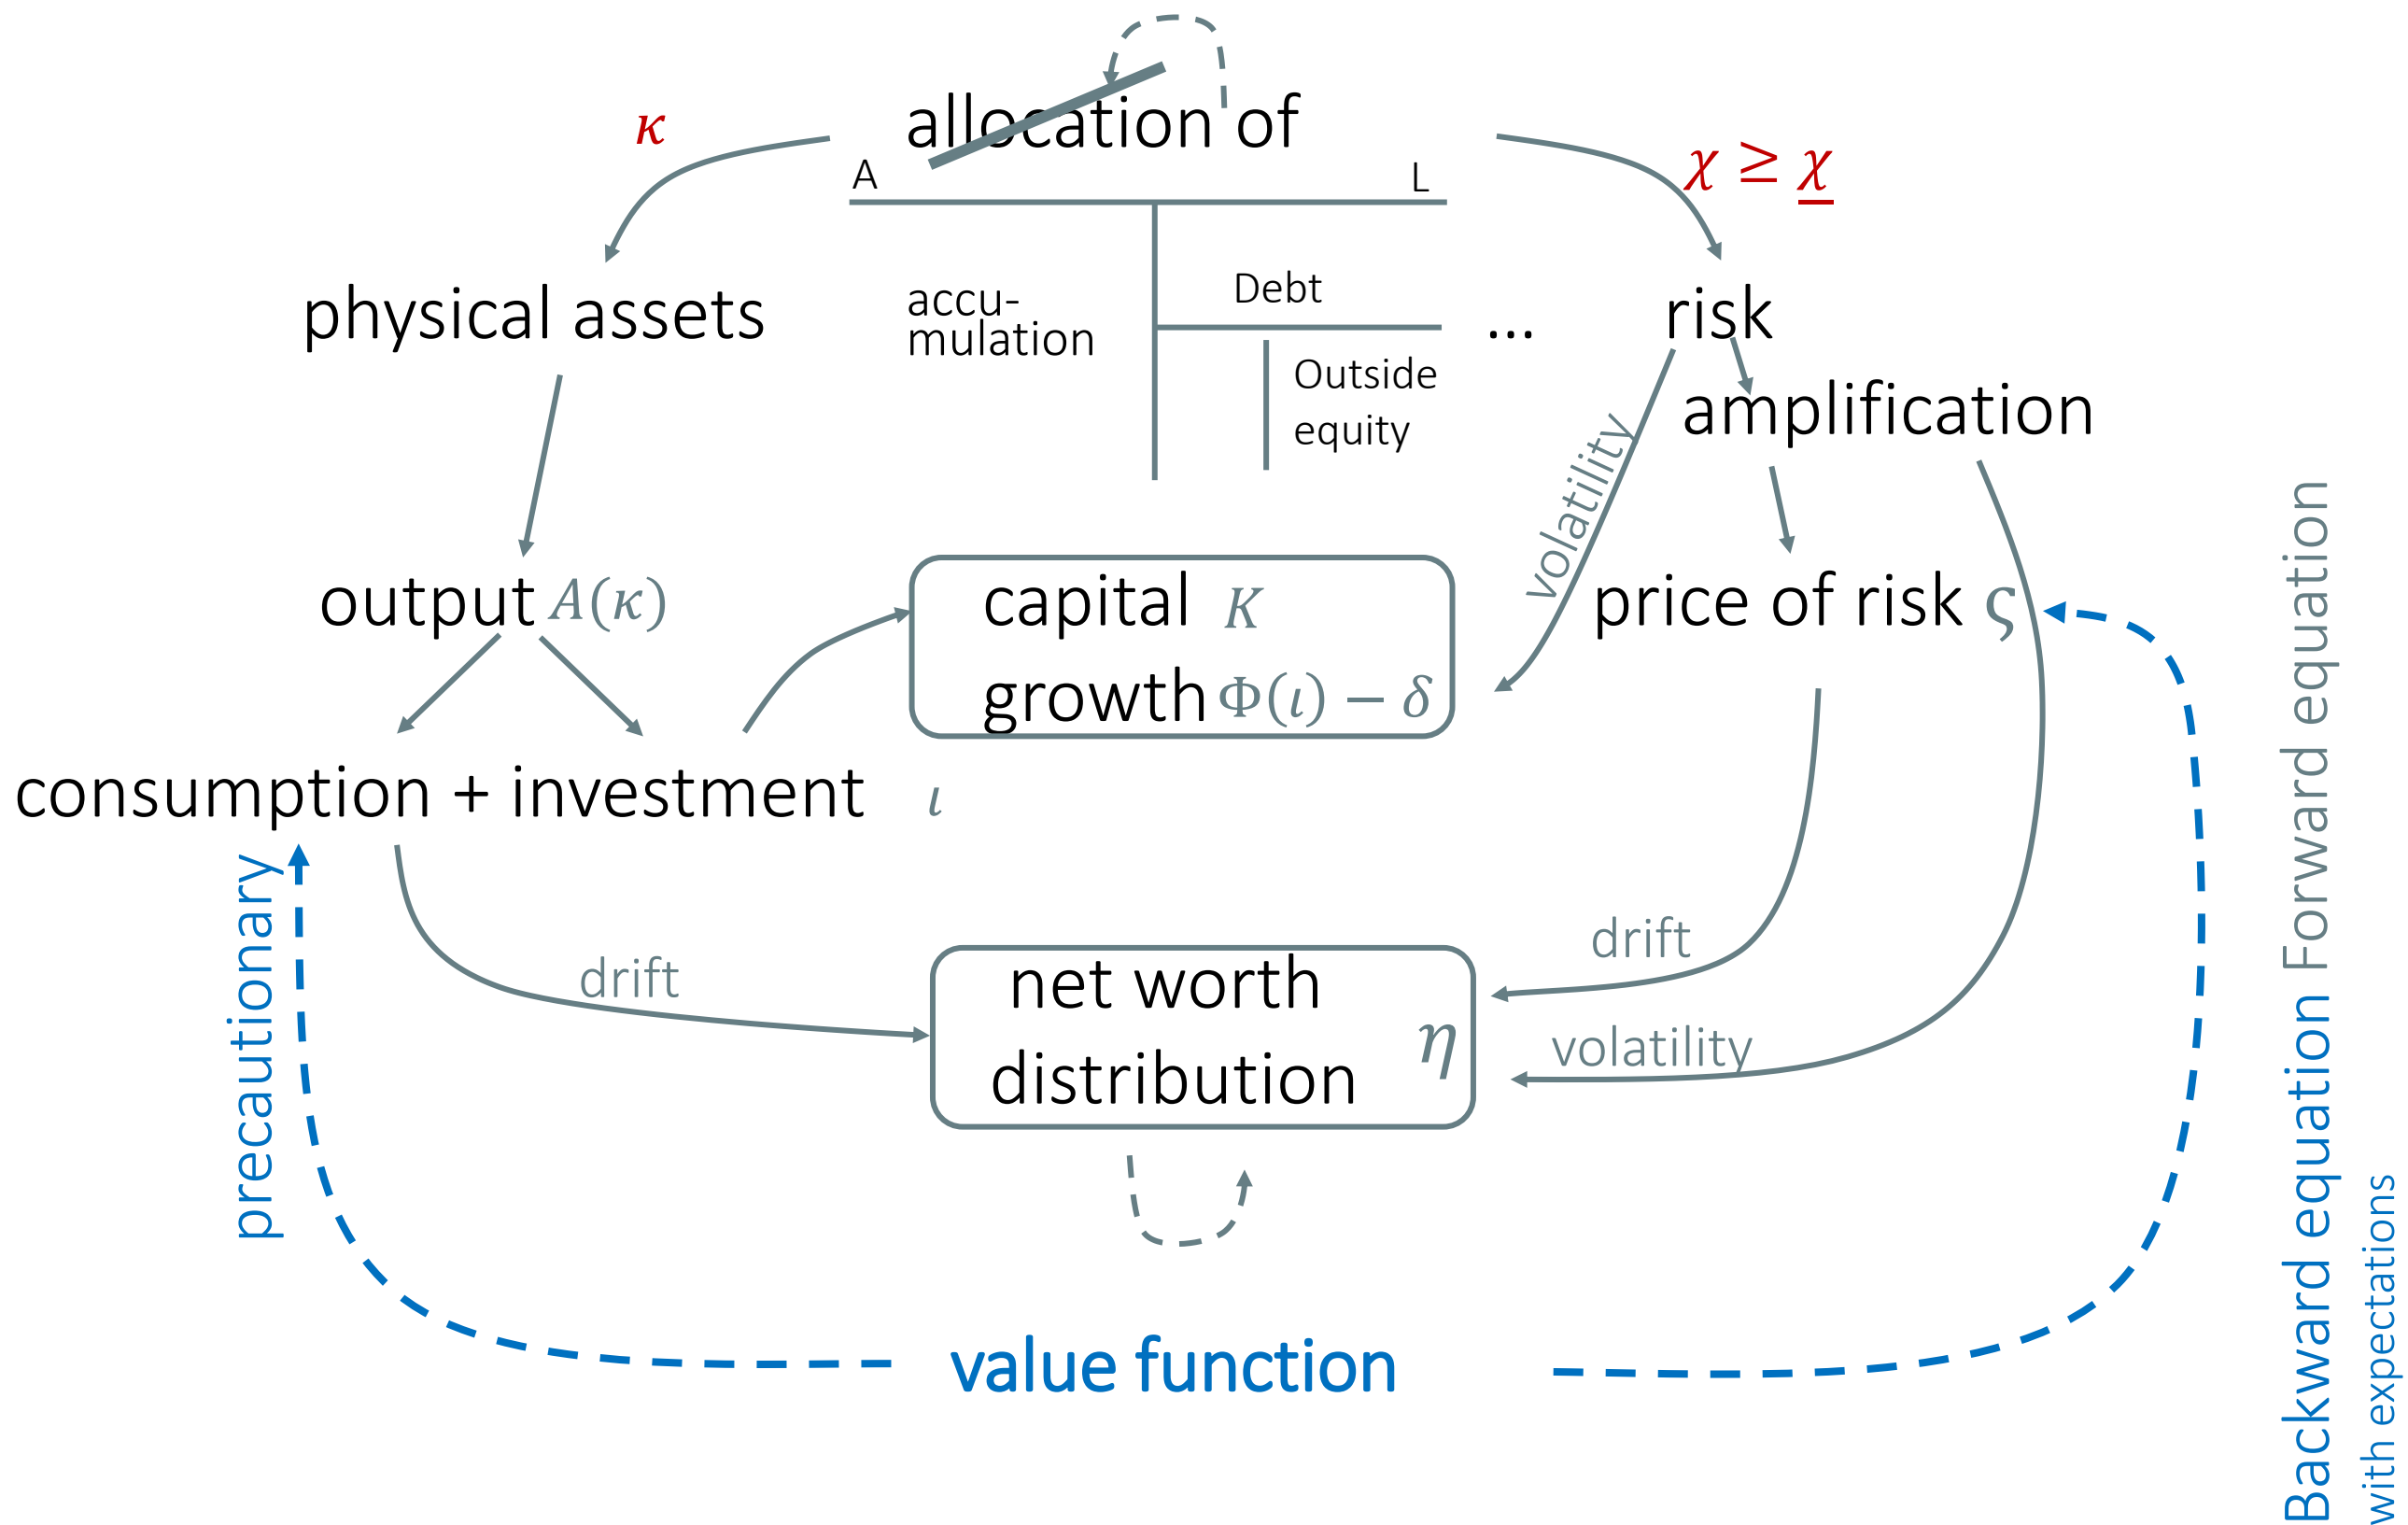 allocation of
κ
χ ≥ χ
A
L
physical assets
accu-
mulation
Debt
Outside
equity
...
risk
amplification
volatility
output A(κ)
capital K
growth Φ(ι) − δ
price of risk ς
consumption + investment ι
precautionary
drift
drift
volatility
net worth
distribution
η
value function
Forward equation
Backward equation
with expectations